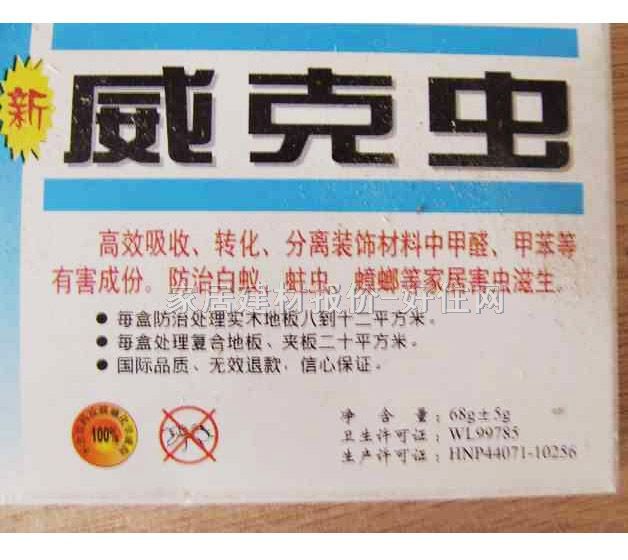 新
威克虫
高效吸收、转化、分离装饰材料中甲醛、甲苯等
有害成份。防治白蚁、蛀虫、蟑螂等家居害虫滋生。
家居建材报价-好住网
● 每盒防治处理实木地板八到十二平方米。
● 每盒处理复合地板、夹板二十平方米。
● 国际品质、无效退款，信心保证。
100%
净 含 量：68g±5g
卫生许可证：WL99785
生产许可证：HNP44071-10286